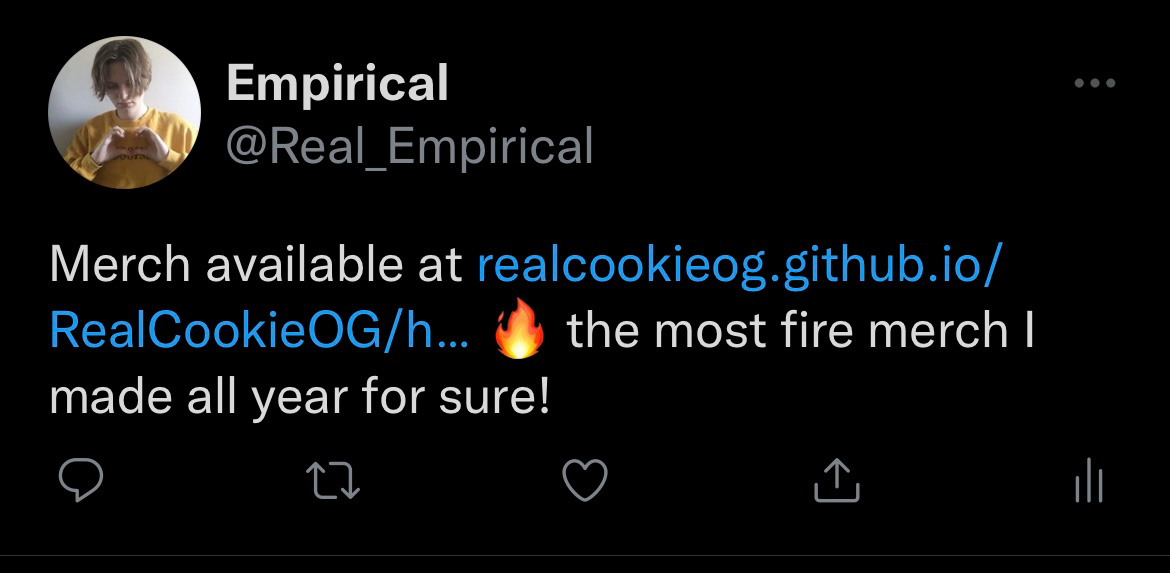 Empirical
@Real_Empirical
Merch available at realcookieog.github.io/
RealCookieOG/h... 🔥 the most fire merch I
made all year for sure!